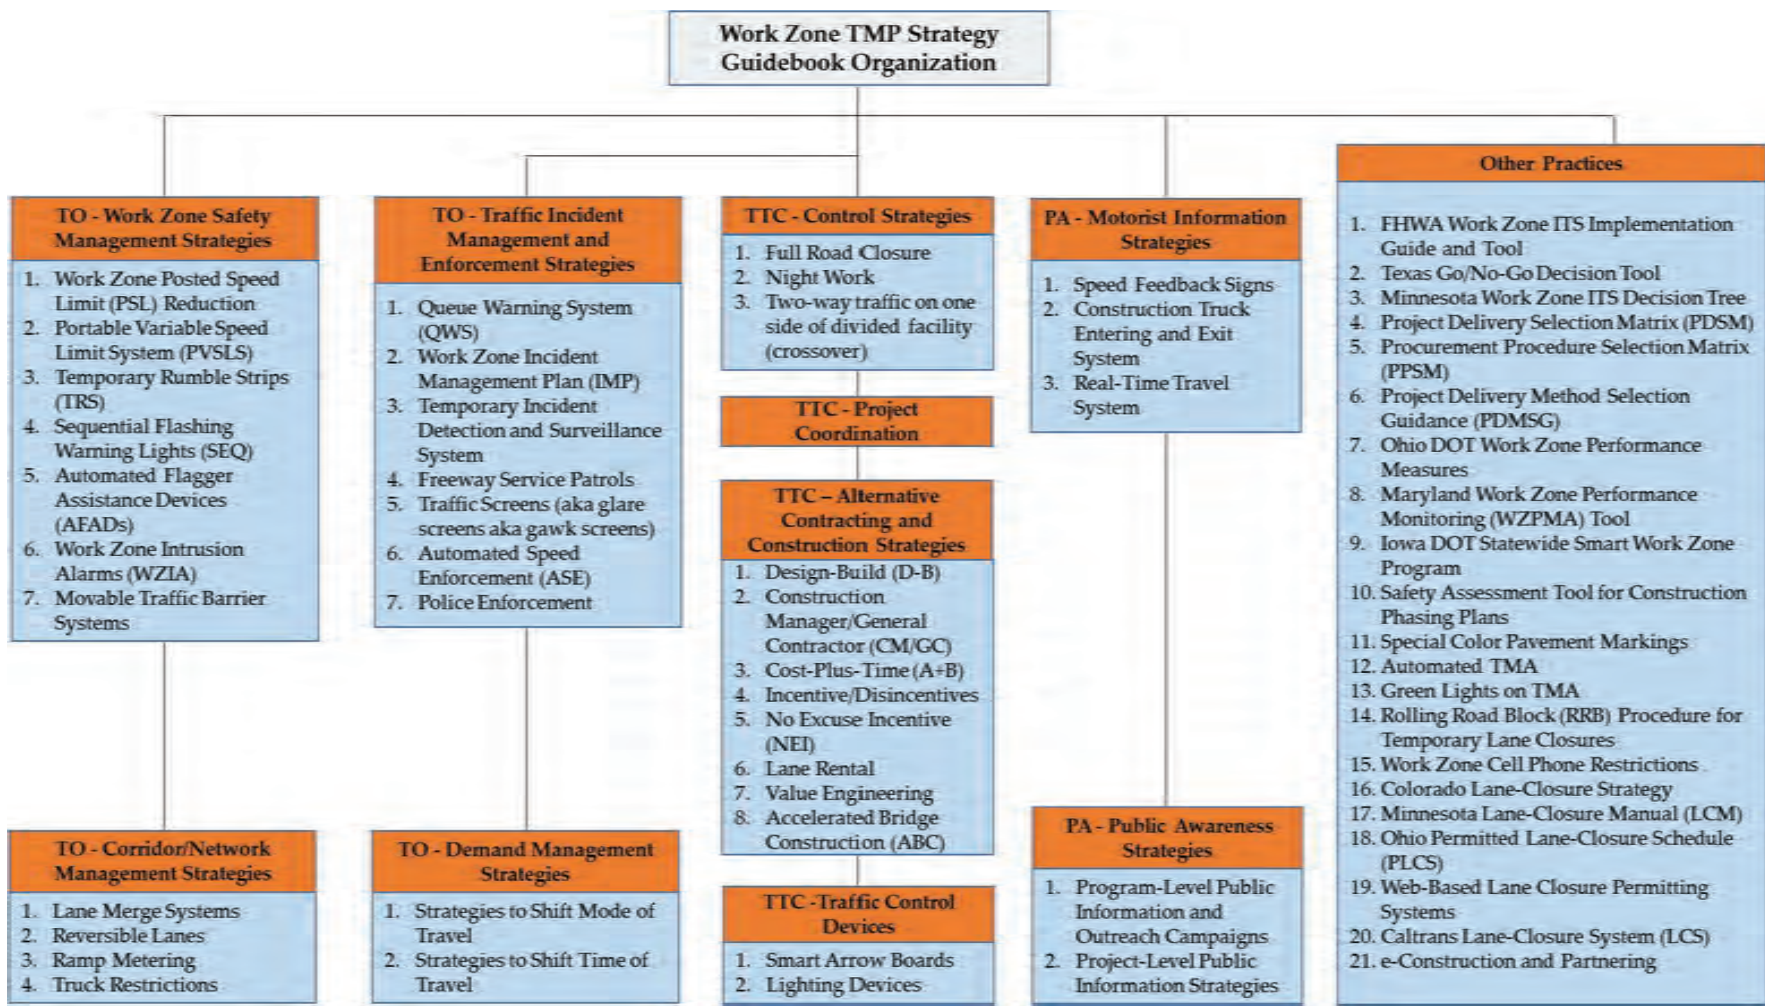 Work Zone TMP Strategy
Guidebook Organization
TO - Work Zone Safety
Management Strategies
1. Work Zone Posted Speed
Limit (PSL) Reduction
2. Portable Variable Speed
Limit System (PVSLS)
3. Temporary Rumble Strips
(TRS)
4. Sequential Flashing
Warning Lights (SEQ)
5. Automated Flagger
Assistance Devices
(AFADs)
6. Work Zone Intrusion
Alarms (WZIA)
7. Movable Traffic Barrier
Systems
TO - Corridor/Network
Management Strategies
1. Lane Merge Systems
2. Reversible Lanes
3. Ramp Metering
4. Truck Restrictions
TO - Traffic Incident
Management and
Enforcement Strategies
1. Queue Warning System
(QWS)
2. Work Zone Incident
Management Plan (IMP)
3. Temporary Incident
Detection and Surveillance
System
4. Freeway Service Patrols
5. Traffic Screens (aka glare
screens aka gawk screens)
6. Automated Speed
Enforcement (ASE)
7. Police Enforcement
TO - Demand Management
Strategies
1. Strategies to Shift Mode of
Travel
2. Strategies to Shift Time of
Travel
TTC - Control Strategies
1. Full Road Closure
2. Night Work
3. Two-way traffic on one
side of divided facility
(crossover)
TTC - Project
Coordination
TTC – Alternative
Contracting and
Construction Strategies
1. Design-Build (D-B)
2. Construction
Manager/General
Contractor (CM/GC)
3. Cost-Plus-Time (A+B)
4. Incentive/Disincentives
5. No Excuse Incentive
(NEI)
6. Lane Rental
7. Value Engineering
8. Accelerated Bridge
Construction (ABC)
TTC -Traffic Control
Devices
1. Smart Arrow Boards
2. Lighting Devices
PA - Motorist Information
Strategies
1. Speed Feedback Signs
2. Construction Truck
Entering and Exit
System
3. Real-Time Travel
System
PA - Public Awareness
Strategies
1. Program-Level Public
Information and
Outreach Campaigns
2. Project-Level Public
Information Strategies
Other Practices
1. FHWA Work Zone ITS Implementation
Guide and Tool
2. Texas Go/No-Go Decision Tool
3. Minnesota Work Zone ITS Decision Tree
4. Project Delivery Selection Matrix (PDSM)
5. Procurement Procedure Selection Matrix
(PPSM)
6. Project Delivery Method Selection
Guidance (PDMSG)
7. Ohio DOT Work Zone Performance
Measures
8. Maryland Work Zone Performance
Monitoring (WZPMA) Tool
9. Iowa DOT Statewide Smart Work Zone
Program
10. Safety Assessment Tool for Construction
Phasing Plans
11. Special Color Pavement Markings
12. Automated TMA
13. Green Lights on TMA
14. Rolling Road Block (RRB) Procedure for
Temporary Lane Closures
15. Work Zone Cell Phone Restrictions
16. Colorado Lane-Closure Strategy
17. Minnesota Lane-Closure Manual (LCM)
18. Ohio Permitted Lane-Closure Schedule
(PLCS)
19. Web-Based Lane Closure Permitting
Systems
20. Caltrans Lane-Closure System (LCS)
21. e-Construction and Partnering